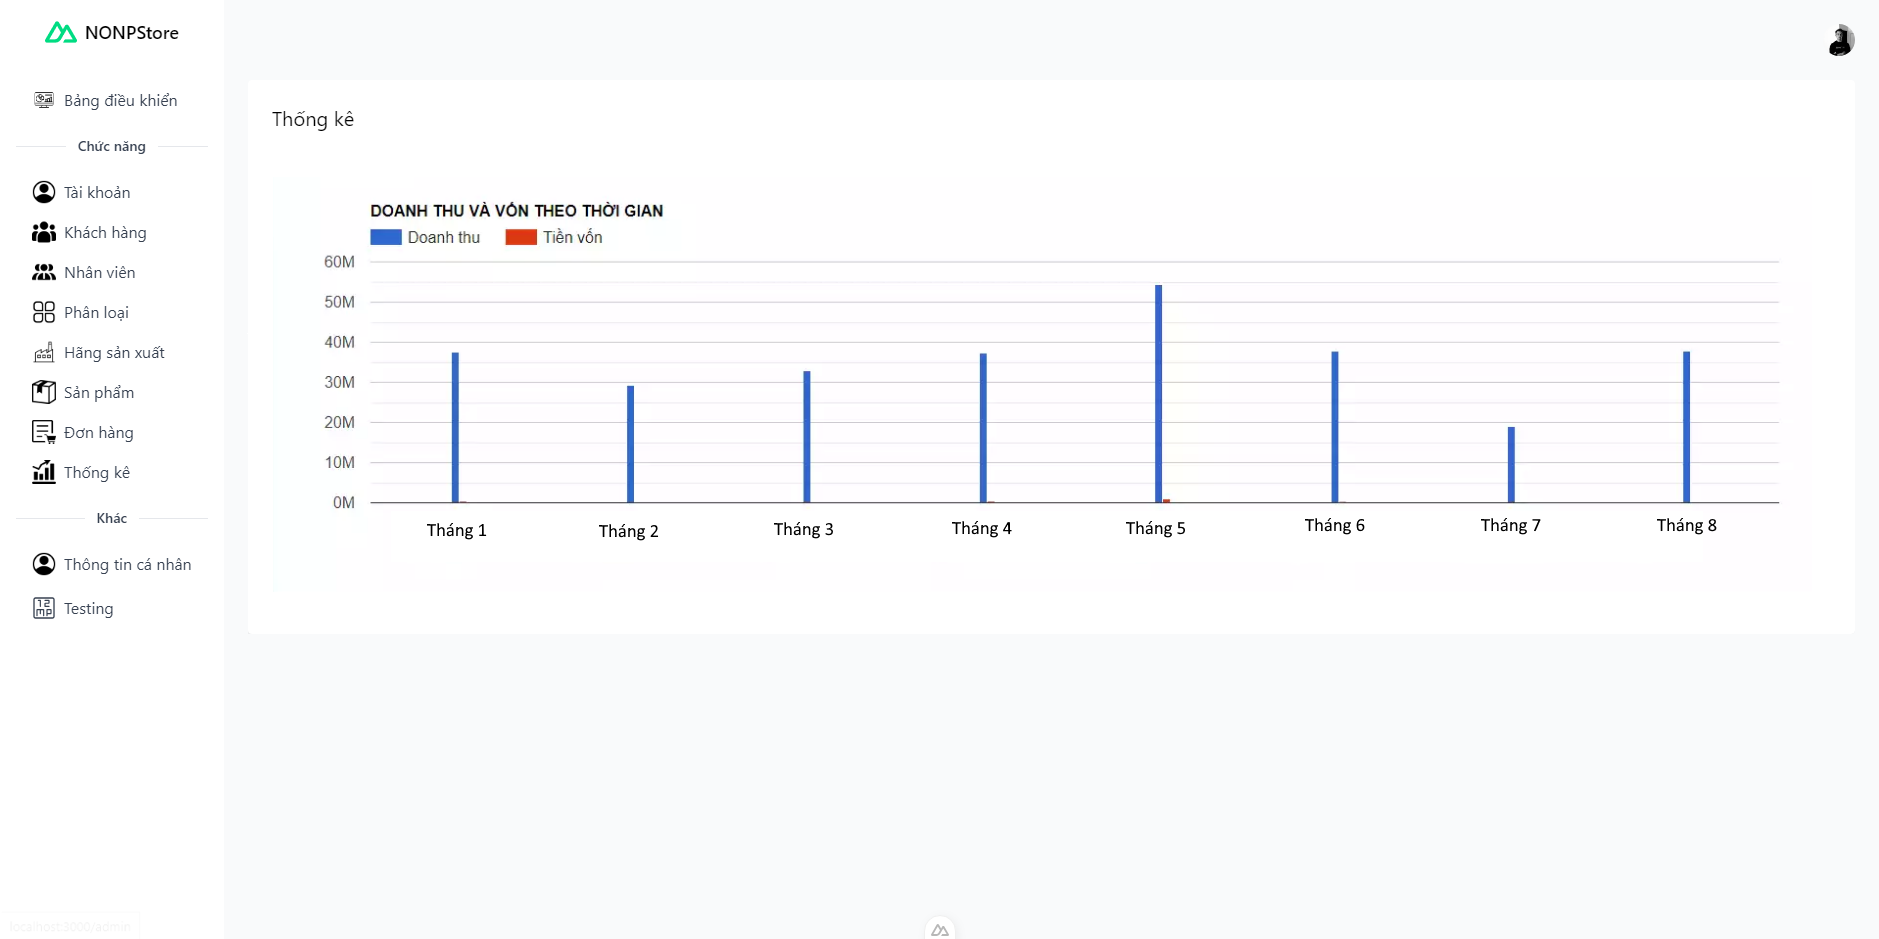 NONPStore
Bảng điều khiển
Chức năng
Tài khoản
Khách hàng
Nhân viên
Phân loại
Hãng sản xuất
Sản phẩm
Đơn hàng
Thống kê
Khác
Thông tin cá nhân
Testing
Thống kê
DOANH THU VÀ VỐN THEO THỜI GIAN
Doanh thu Tiền vốn
60M
50M
40M
30M
20M
10M
0M
Tháng 1 Tháng 2 Tháng 3 Tháng 4 Tháng 5 Tháng 6 Tháng 7 Tháng 8
localhost:3000/admin